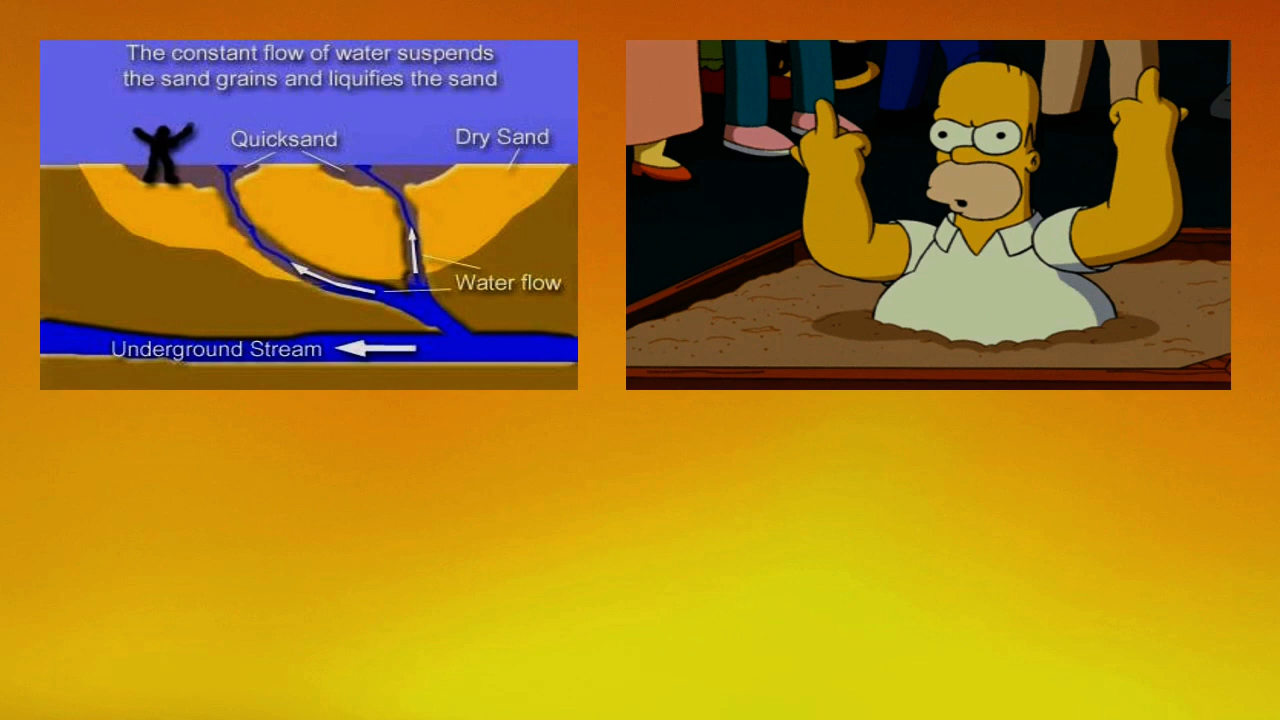 The constant flow of water suspends
the sand grains and liquifies the sand
Quicksand
Dry Sand
Water flow
Underground Stream